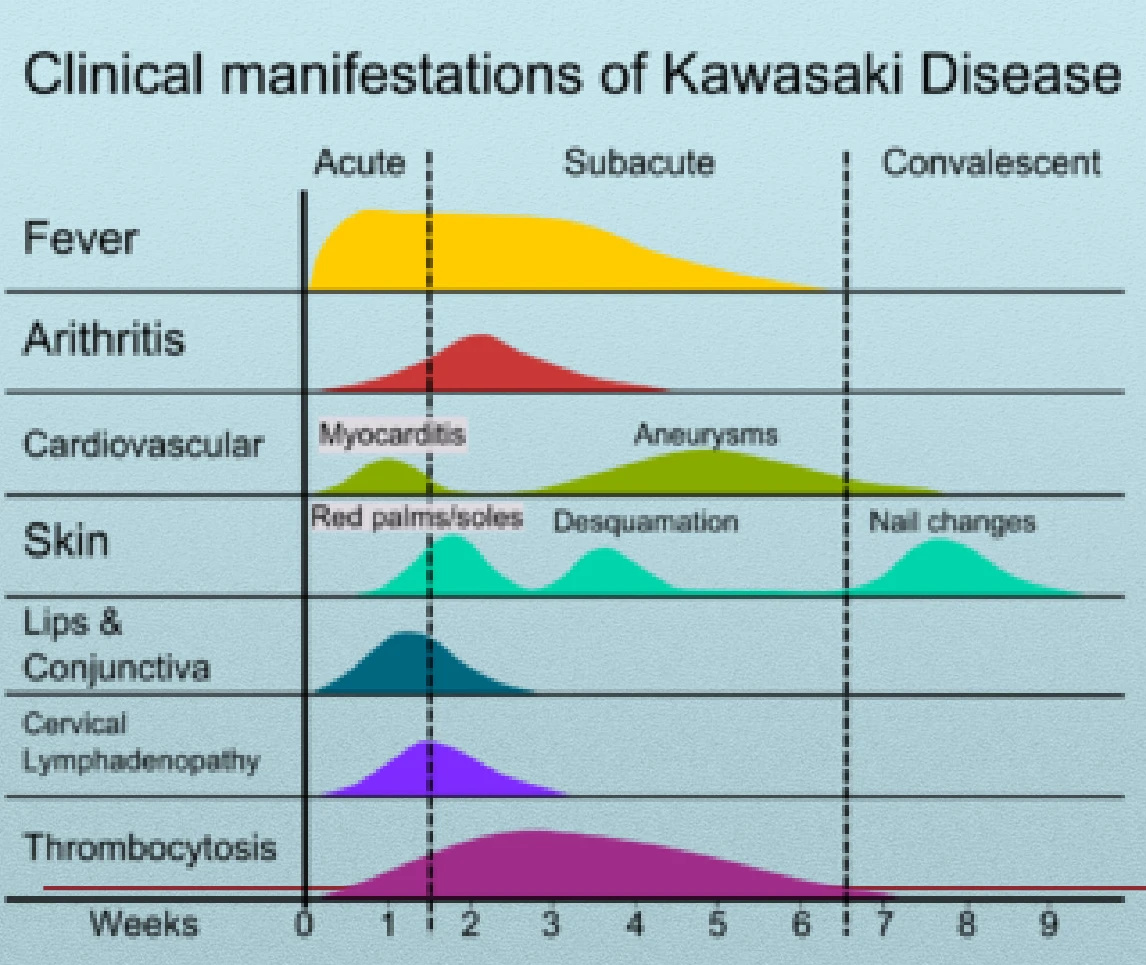 Clinical manifestations of Kawasaki Disease
Acute Subacute Convalescent
Fever
Arithritis
Myocarditis Aneurysms
Cardiovascular
Red palms/soles Desquamation Nail changes
Skin
Lips &
Conjunctiva
Cervical
Lymphadenopathy
Thrombocytosis
Weeks 0 1 2 3 4 5 6 7 8 9